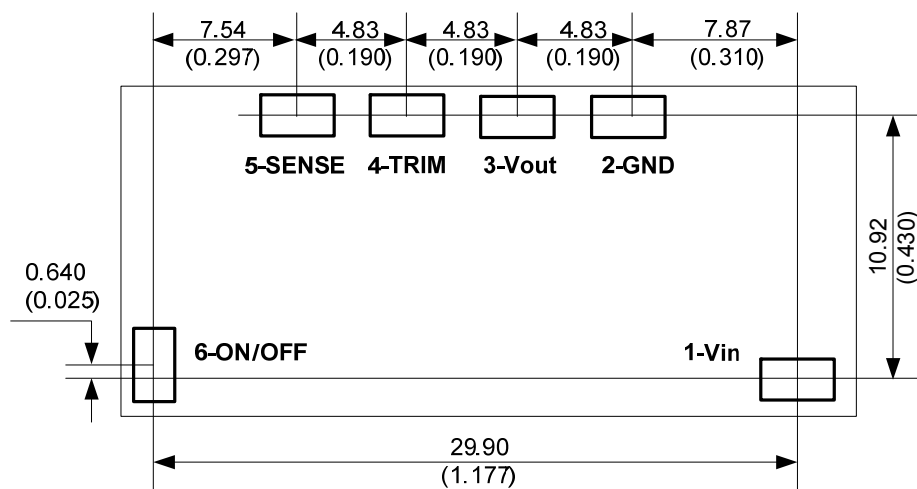 7.54 4.83 4.83 4.83 7.87
(0.297) (0.190) (0.190) (0.190) (0.310)
5-SENSE 4-TRIM 3-Vout 2-GND
10.92
(0.430)
0.640
(0.025)
6-ON/OFF 1-Vin
29.90
(1.177)